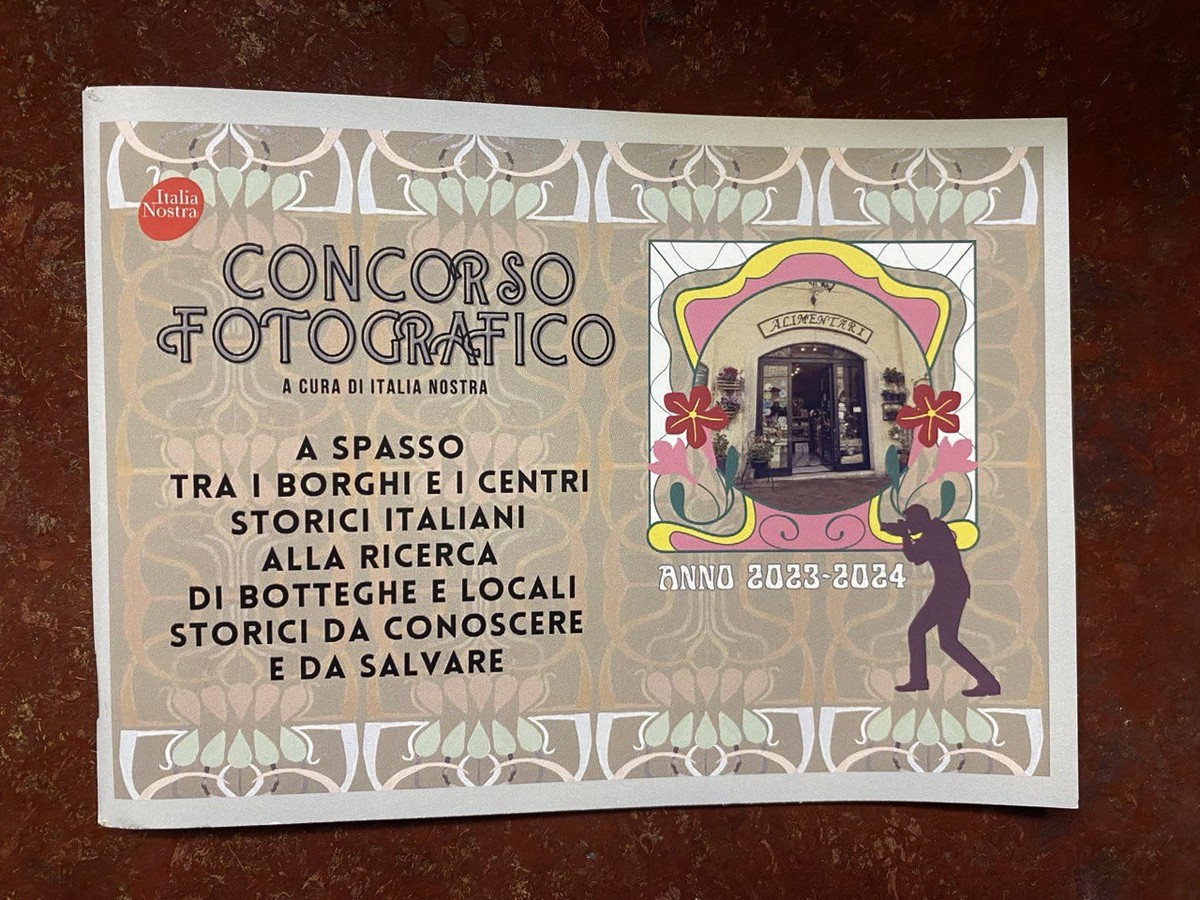 Italia
Nostra
CONCORSO
FOTOGRAFICO
A CURA DI ITALIA NOSTRA
A SPASSO
TRA I BORGHI E I CENTRI
STORICI ITALIANI
ALLA RICERCA
DI BOTTEGHE E LOCALI
STORICI DA CONOSCERE
E DA SALVARE
ALIMENTARI
ANNO 2023-2024